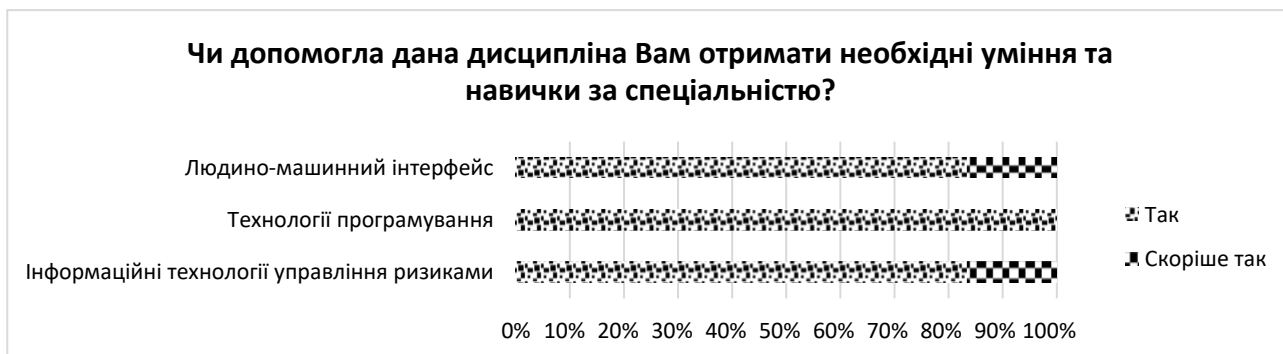 Чи допомогла дана дисципліна Вам отримати необхідні уміння та
навички за спеціальністю?
Людино-машинний інтерфейс
Технології програмування
Інформаційні технології управління ризиками
Так
Скоріше так
0% 10% 20% 30% 40% 50% 60% 70% 80% 90% 100%